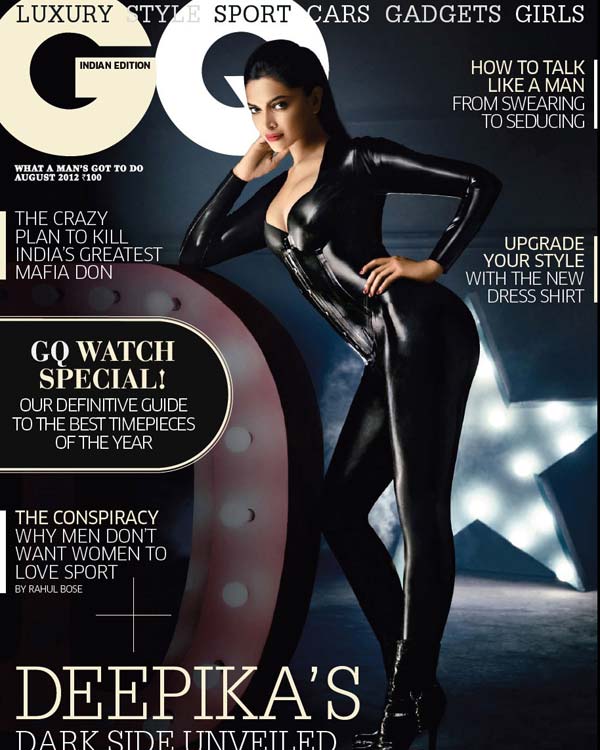 LUXURY STYLE SPORT CARS GADGETS GIRLS
GQ
INDIAN EDITION
WHAT A MAN'S GOT TO DO
AUGUST 2012 ₹100
HOW TO TALK
LIKE A MAN
FROM SWEARING
TO SEDUCING
THE CRAZY
PLAN TO KILL
INDIA'S GREATEST
MAFIA DON
UPGRADE
YOUR STYLE
WITH THE NEW
DRESS SHIRT
GQ WATCH
SPECIAL!
OUR DEFINITIVE GUIDE
TO THE BEST TIMEPIECES
OF THE YEAR
THE CONSPIRACY
WHY MEN DON'T
WANT WOMEN TO
LOVE SPORT
BY RAHUL BOSE
DEEPIKA'S
DARK SIDE UNVEILED